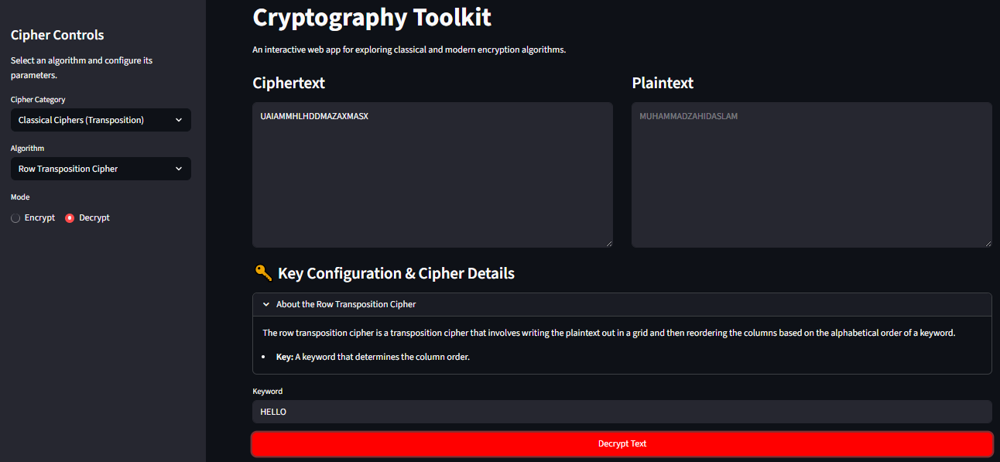 Cipher Controls
Select an algorithm and configure its
parameters.
Cipher Category
Classical Ciphers (Transposition)
Algorithm
Row Transposition Cipher
Mode
Encrypt
Decrypt
Cryptography Toolkit
An interactive web app for exploring classical and modern encryption algorithms.
Ciphertext
UAIAMMHLHDDMAZAXMASX
Plaintext
MUHAMMADZAHIDASLAM
Key Configuration & Cipher Details
About the Row Transposition Cipher
The row transposition cipher is a transposition cipher that involves writing the plaintext out in a grid and then reordering the columns based on the alphabetical order of a keyword.
• Key: A keyword that determines the column order.
Keyword
HELLO
Decrypt Text